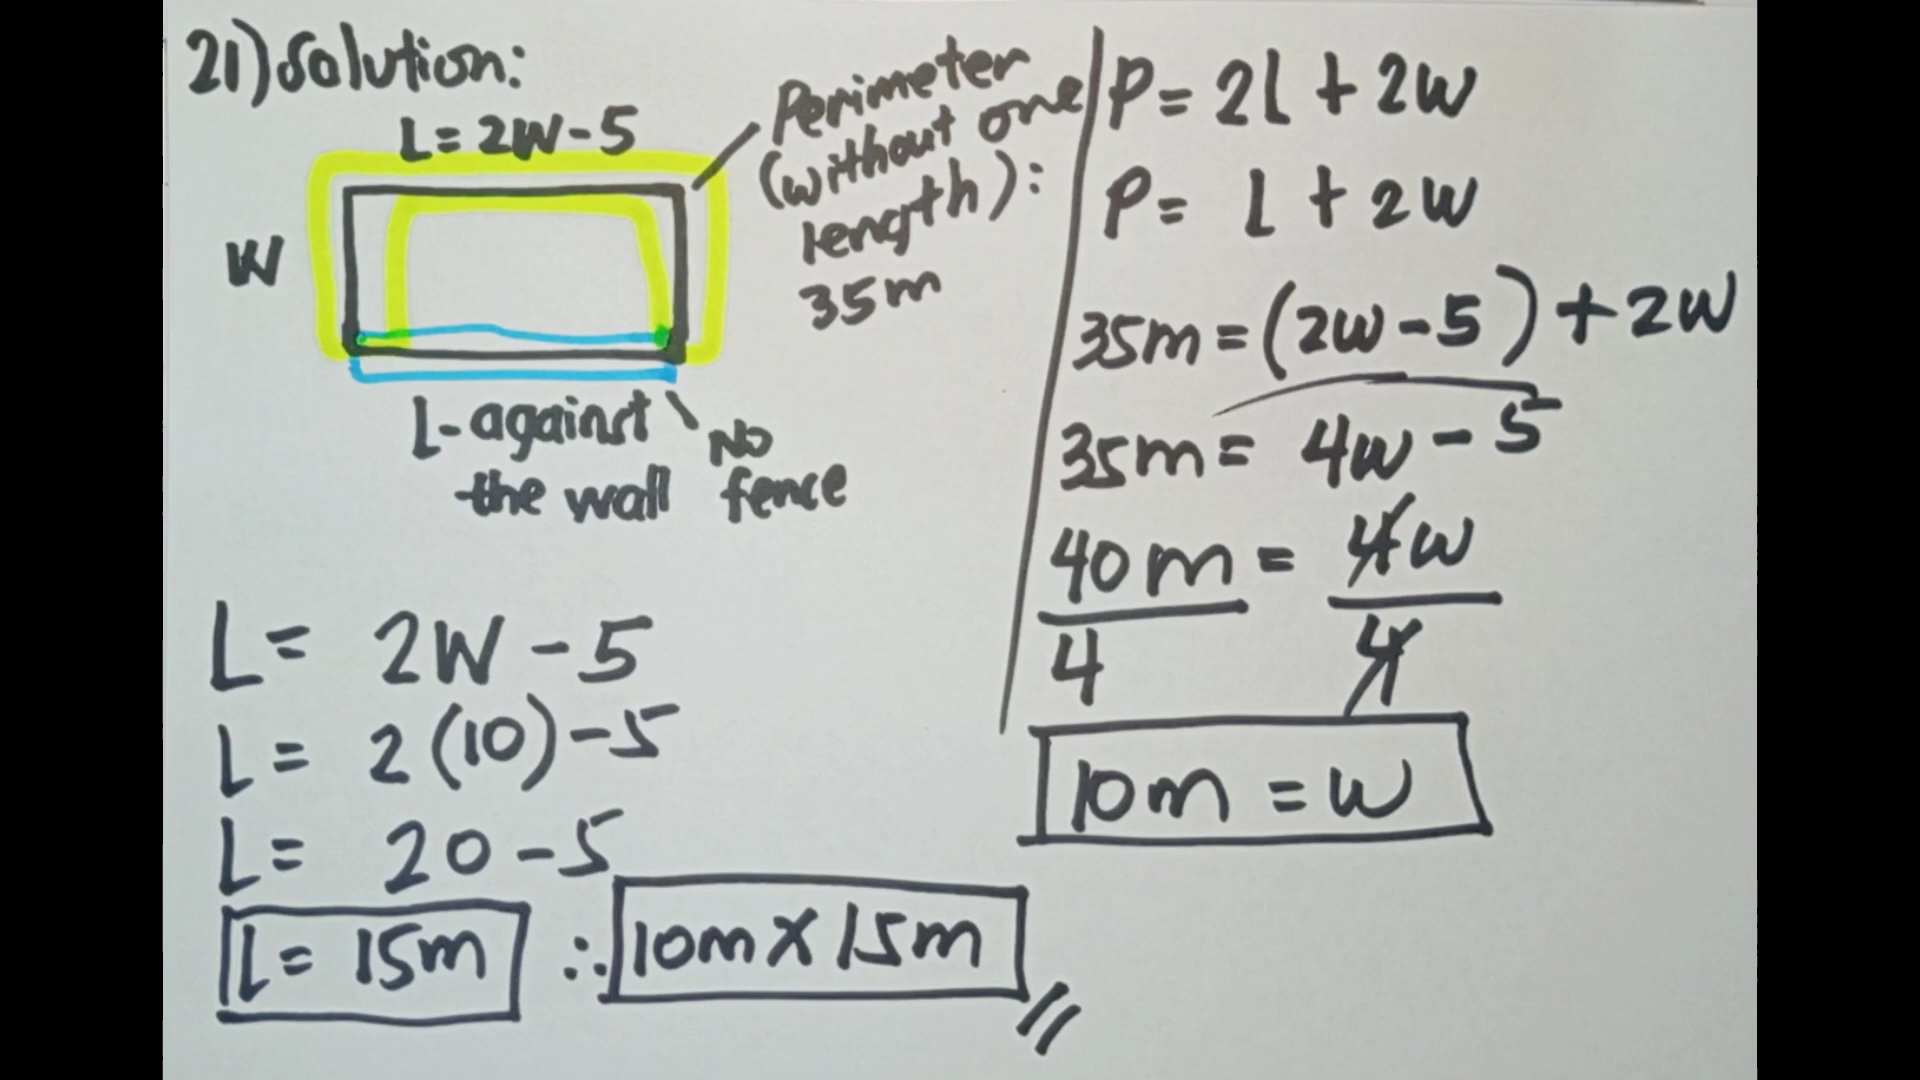 21) Solution:
L = 2W - 5
W
Perimeter
(without one
length):
35m
L - against
the wall
No
fence
L = 2W - 5
L = 2(10) - 5
L = 20 - 5
L = 15m
∴ 10m x 15m //
P = 2L + 2W
P = L + 2W
35m = (2W - 5) + 2W
35m = 4W - 5
40m = 4W
4 4
10m = W